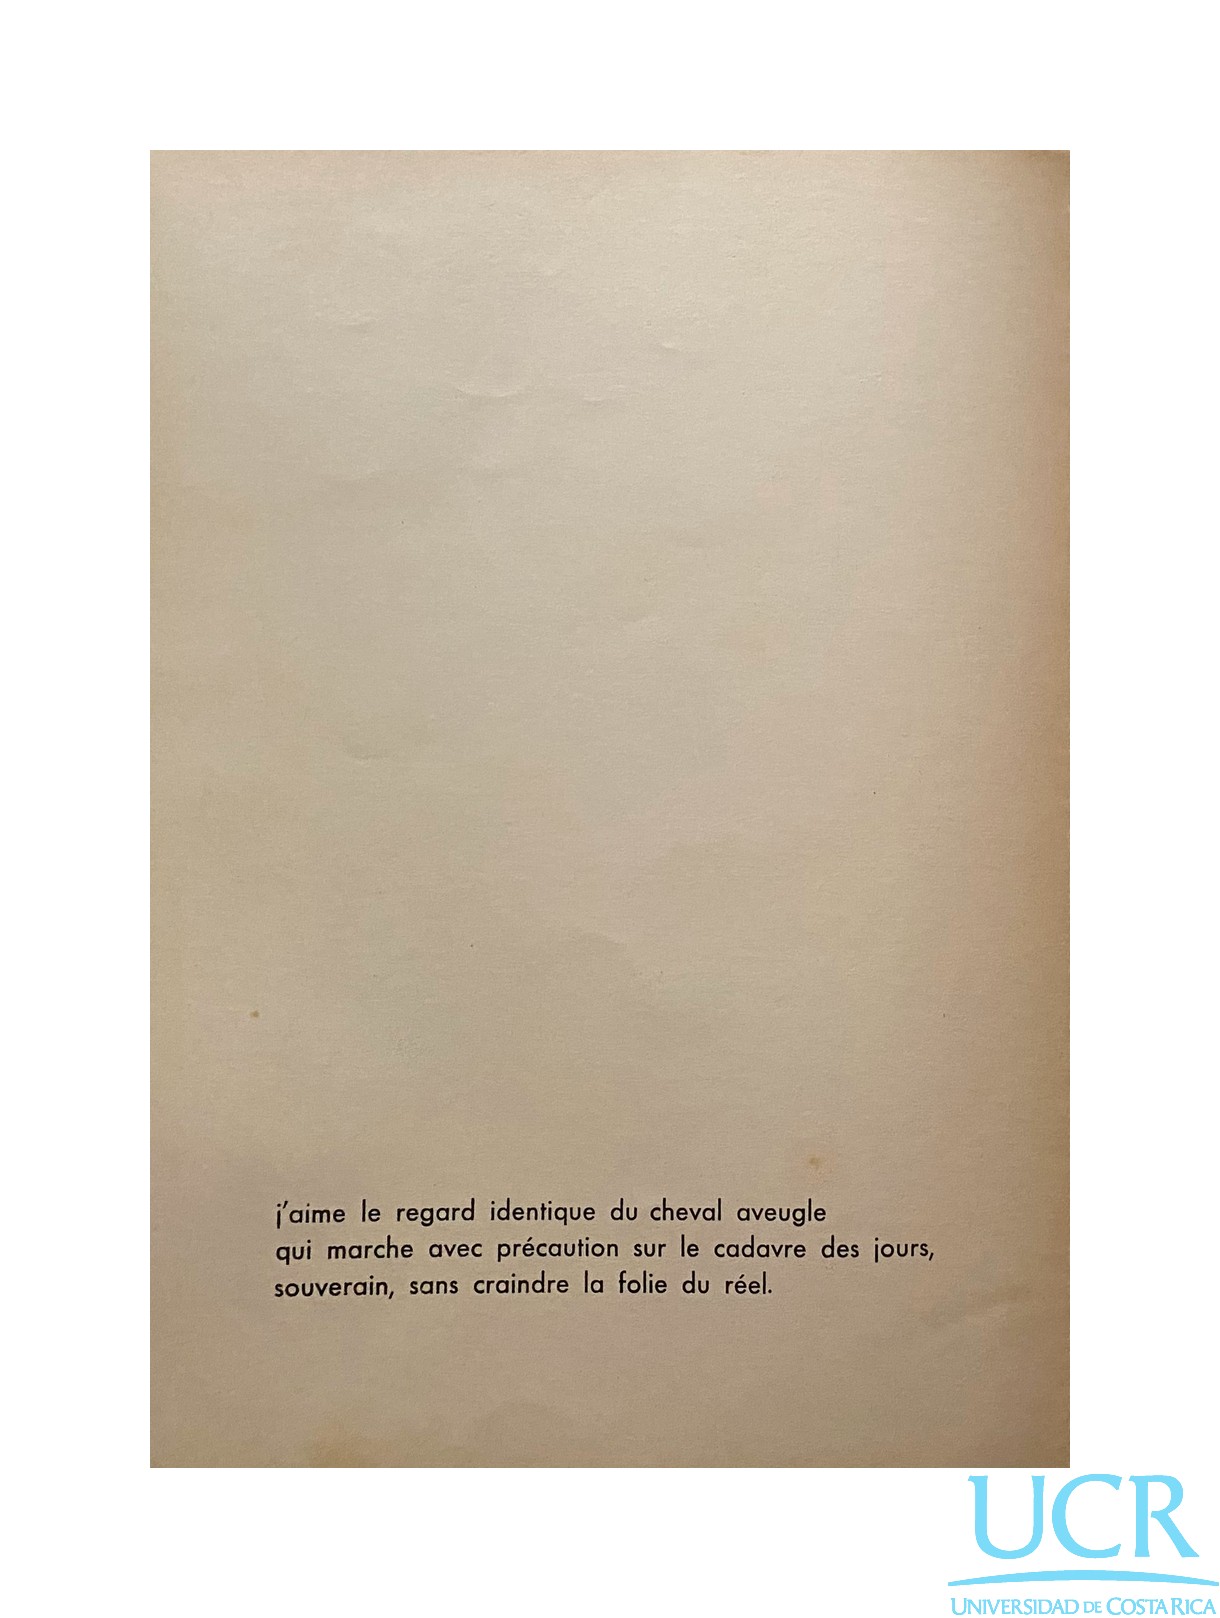 j'aime le regard identique du cheval aveugle
qui marche avec précaution sur le cadavre des jours,
souverain, sans craindre la folie du réel.
UCR
UNIVERSIDAD DE COSTA RICA